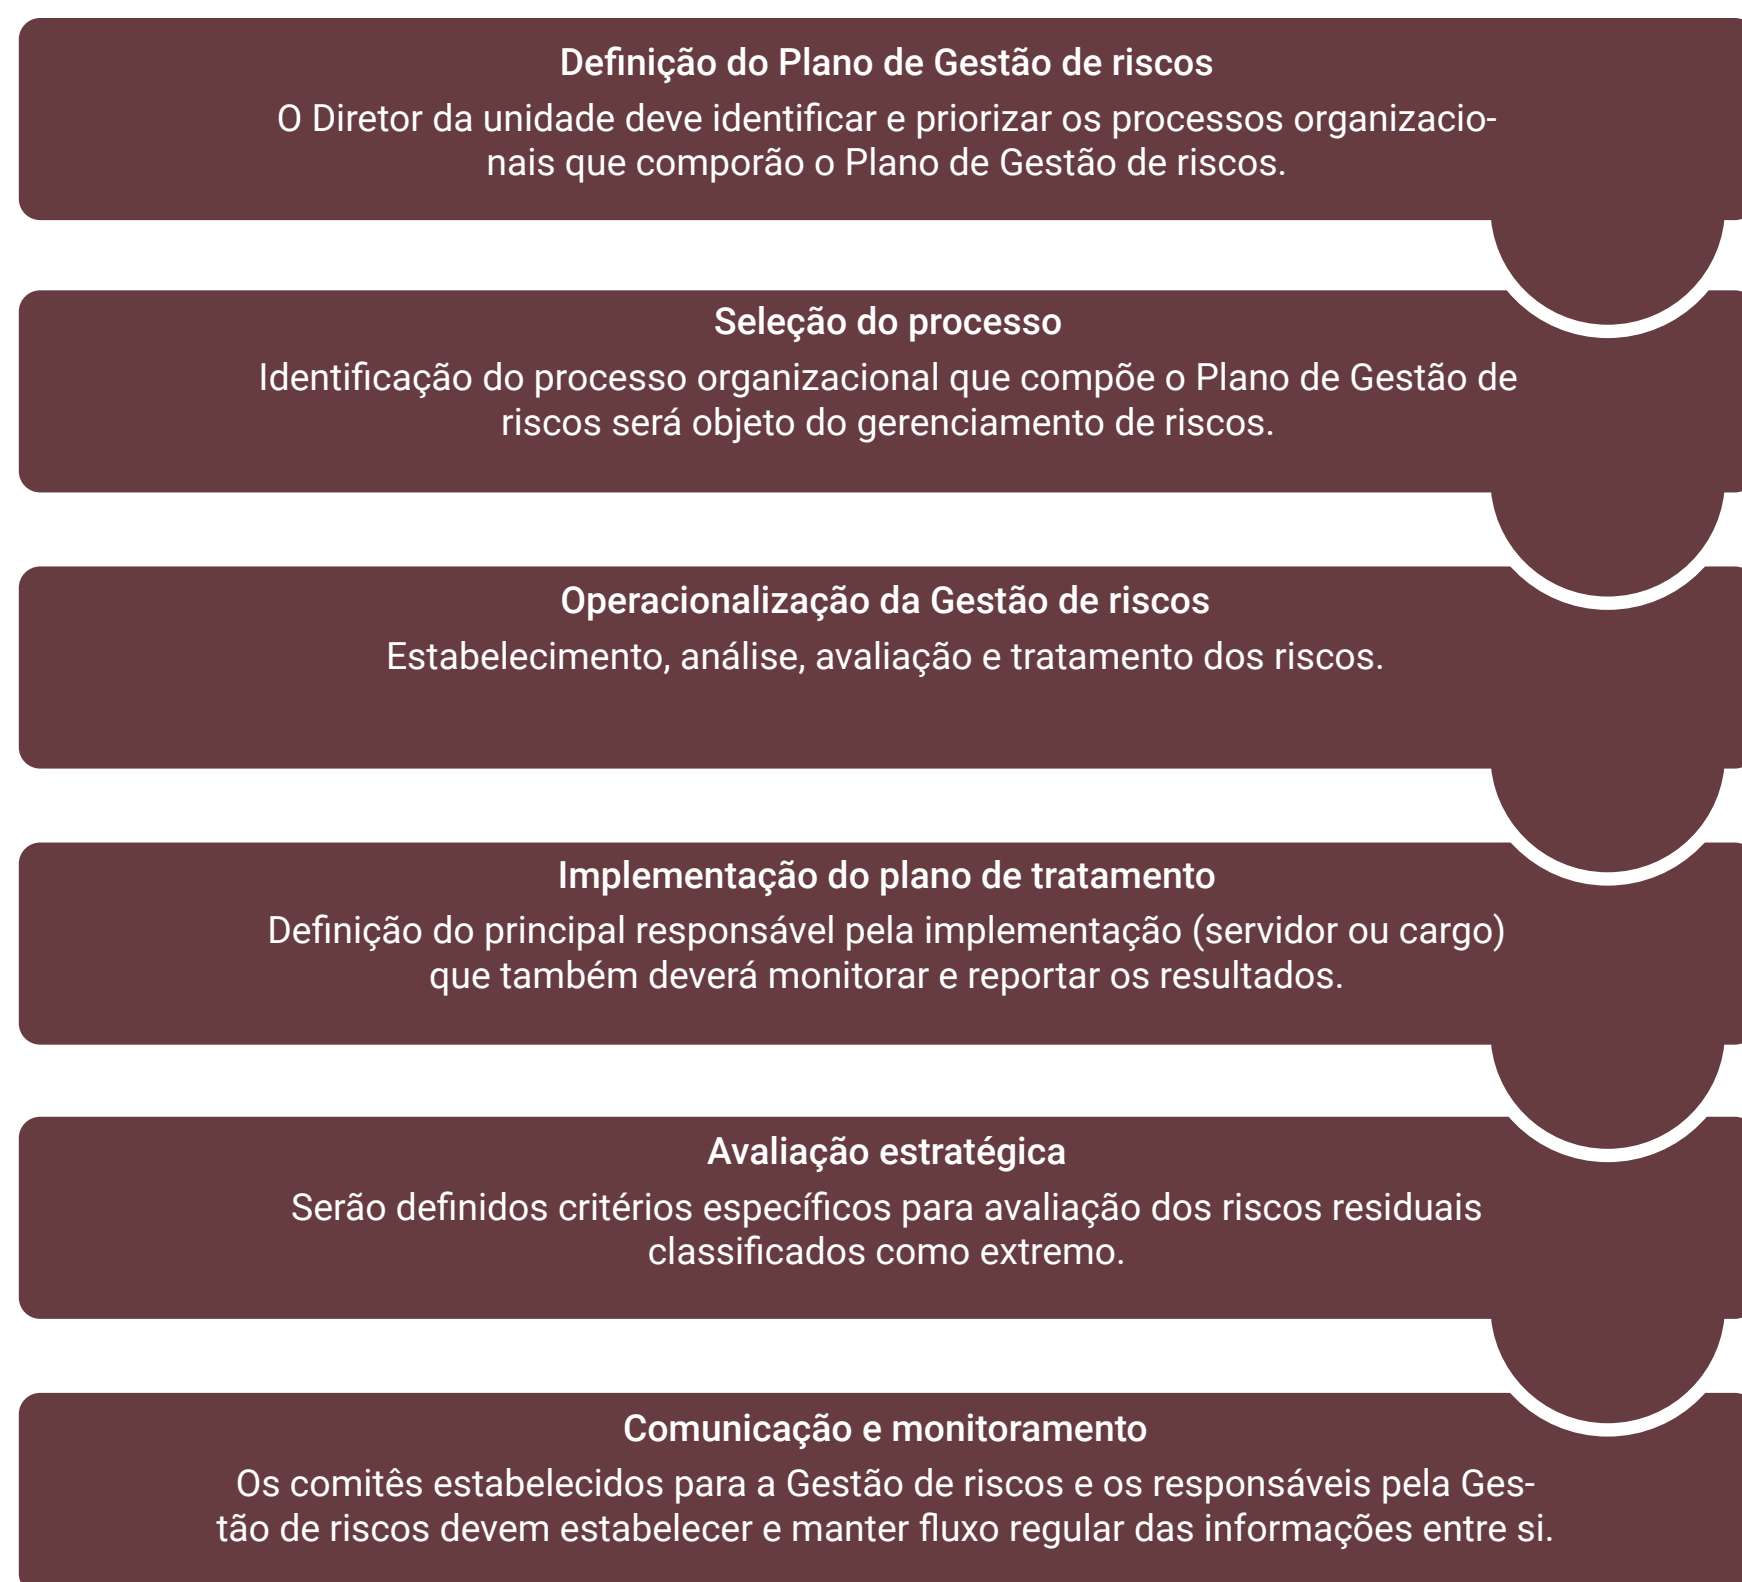 Definição do Plano de Gestão de riscos
O Diretor da unidade deve identificar e priorizar os processos organizacio-
nais que comporão o Plano de Gestão de riscos.
Seleção do processo
Identificação do processo organizacional que compõe o Plano de Gestão de
riscos será objeto do gerenciamento de riscos.
Operacionalização da Gestão de riscos
Estabelecimento, análise, avaliação e tratamento dos riscos.
Implementação do plano de tratamento
Definição do principal responsável pela implementação (servidor ou cargo)
que também deverá monitorar e reportar os resultados.
Avaliação estratégica
Serão definidos critérios específicos para avaliação dos riscos residuais
classificados como extremo.
Comunicação e monitoramento
Os comitês estabelecidos para a Gestão de riscos e os responsáveis pela Ges-
tão de riscos devem estabelecer e manter fluxo regular das informações entre si.